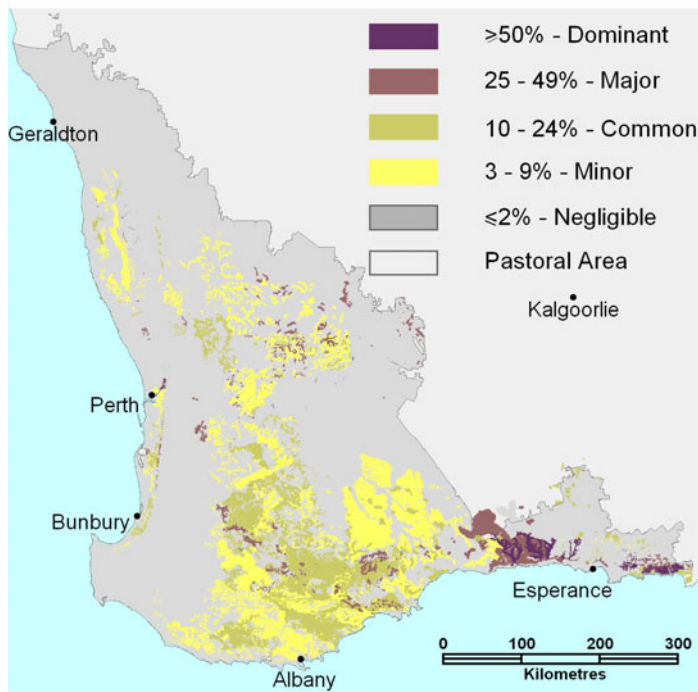 ⩾50% - Dominant
25 - 49% - Major
10 - 24% - Common
3 - 9% - Minor
⩽2% - Negligible
Pastoral Area
Geraldton
Kalgoorlie
Perth
Bunbury
Esperance
Albany
0 100 200 300
Kilometres